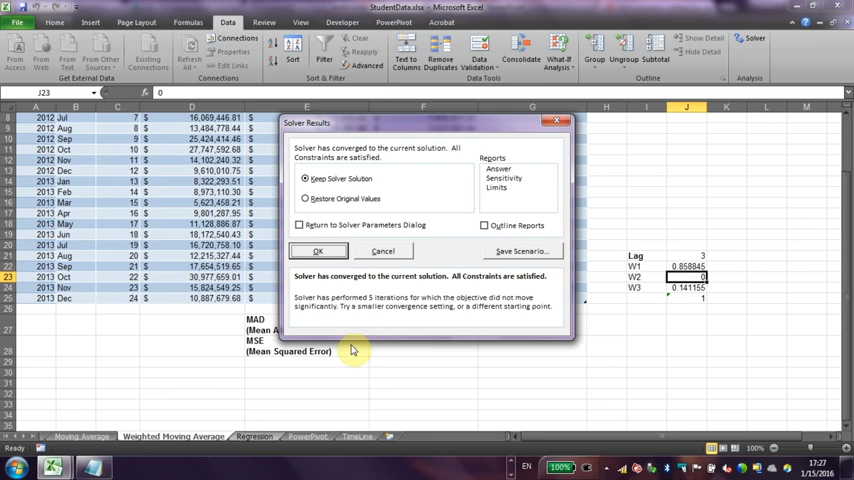 StudentData.xlsx - Microsoft Excel
File Home Insert Page Layout Formulas Data Review View Developer PowerPivot Acrobat
From Access From Web From Text From Other Sources Existing Connections Refresh All Connections Properties Edit Links Sort Filter Clear Reapply Advanced Text to Columns Remove Duplicates Data Validation Consolidate What-If Analysis Group Ungroup Subtotal Show Detail Hide Detail Solver
Get External Data Connections Sort & Filter Data Tools Outline Analysis
J23 fx 0
A B C D E F G H I J K L M
8 2012 Jul 7 $ 16,069,446.81
9 2012 Aug 8 $ 13,484,778.44
10 2012 Sep 9 $ 25,424,414.46
11 2012 Oct 10 $ 27,747,592.68
12 2012 Nov 11 $ 14,102,240.32
13 2012 Dec 12 $ 9,610,010.75
14 2013 Jan 13 $ 8,322,293.51
15 2013 Feb 14 $ 8,973,110.30
16 2013 Mar 15 $ 5,623,458.21
17 2013 Apr 16 $ 9,801,287.95
18 2013 May 17 $ 11,128,886.87
19 2013 Jun 18 $ 18,172,540.43
20 2013 Jul 19 $ 16,720,758.10
21 2013 Aug 20 $ 12,215,327.44 Lag 3
22 2013 Sep 21 $ 17,654,519.65 W1 0.858845
23 2013 Oct 22 $ 30,977,659.01 W2 0
24 2013 Nov 23 $ 15,824,549.25 W3 0.141155
25 2013 Dec 24 $ 10,887,679.68 1
26
27
MAD
(Mean A
28
MSE
(Mean Squared Error)
29
30
31
32
33
34
35
Solver Results
Solver has converged to the current solution. All
Constraints are satisfied.
Keep Solver Solution
Restore Original Values
Reports
Answer
Sensitivity
Limits
Return to Solver Parameters Dialog
Outline Reports
OK Cancel Save Scenario...
Solver has converged to the current solution. All Constraints are satisfied.
Solver has performed 5 iterations for which the objective did not move
significantly. Try a smaller convergence setting, or a different starting point.
Moving Average Weighted Moving Average Regression PowerPivot TimeLine
Ready 100%
EN 100% 17:27
1/15/2016